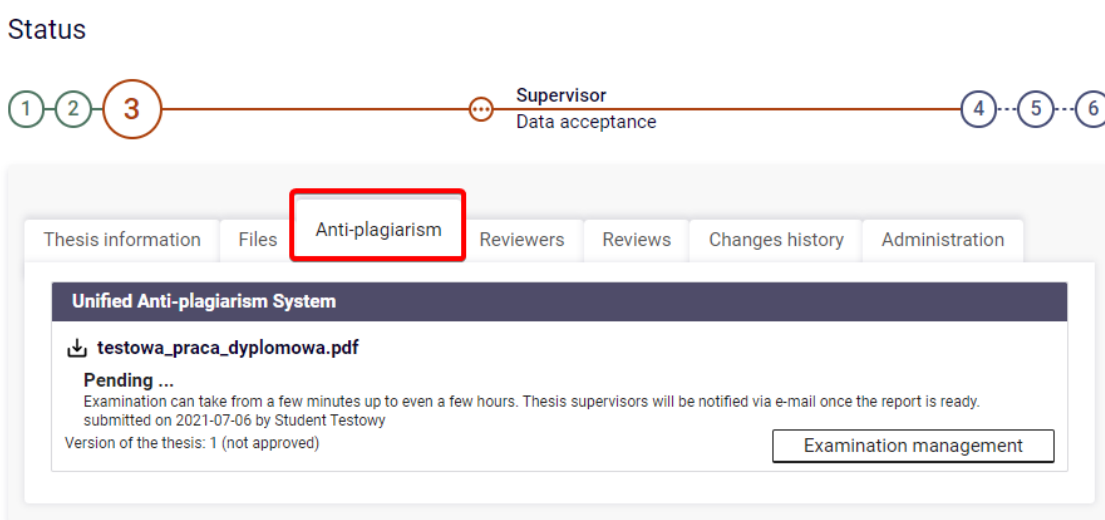 Status
1 2 3 Supervisor 4 5 6
Data acceptance
Thesis information Files Anti-plagiarism Reviewers Reviews Changes history Administration
Unified Anti-plagiarism System
testowa_praca_dyplomowa.pdf
Pending ...
Examination can take from a few minutes up to even a few hours. Thesis supervisors will be notified via e-mail once the report is ready.
submitted on 2021-07-06 by Student Testowy
Version of the thesis: 1 (not approved)
Examination management